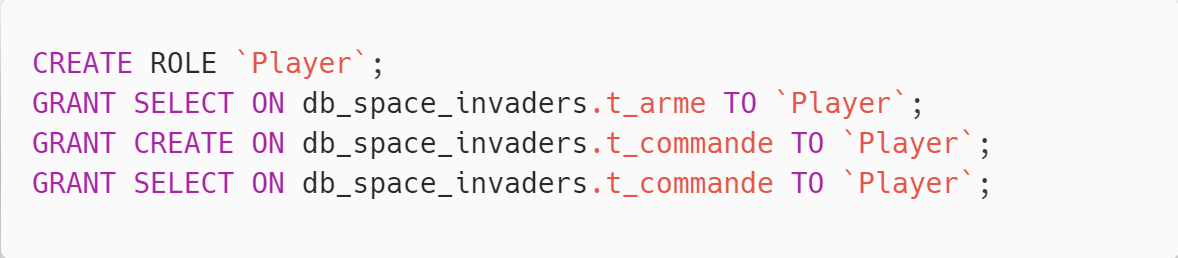 CREATE ROLE `Player`;
GRANT SELECT ON db_space_invaders.t_arme TO `Player`;
GRANT CREATE ON db_space_invaders.t_commande TO `Player`;
GRANT SELECT ON db_space_invaders.t_commande TO `Player`;